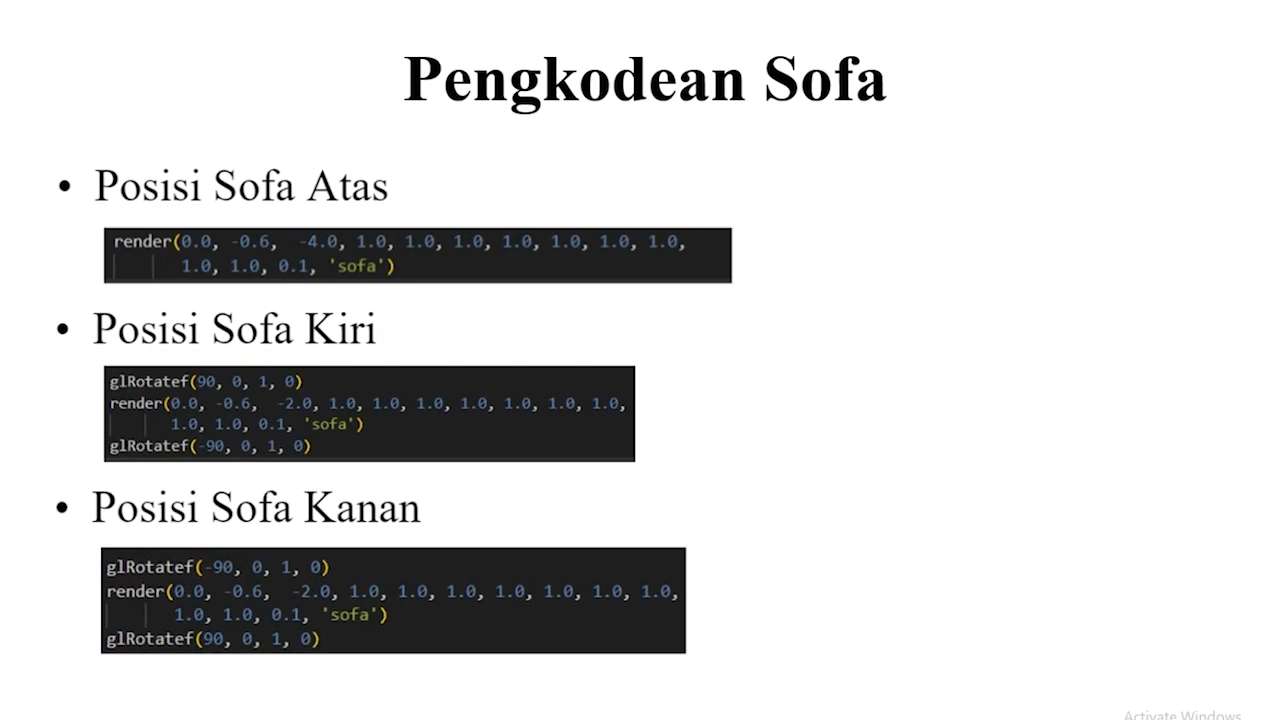 Pengkodean Sofa
• Posisi Sofa Atas
render(0.0, -0.6,  -4.0, 1.0, 1.0, 1.0, 1.0, 1.0, 1.0, 1.0,
1.0, 1.0, 0.1, 'sofa')
• Posisi Sofa Kiri
glRotatef(90, 0, 1, 0)
render(0.0, -0.6,  -2.0, 1.0, 1.0, 1.0, 1.0, 1.0, 1.0, 1.0,
1.0, 1.0, 0.1, 'sofa')
glRotatef(-90, 0, 1, 0)
• Posisi Sofa Kanan
glRotatef(-90, 0, 1, 0)
render(0.0, -0.6,  -2.0, 1.0, 1.0, 1.0, 1.0, 1.0, 1.0, 1.0,
1.0, 1.0, 0.1, 'sofa')
glRotatef(90, 0, 1, 0)
Activate Windows